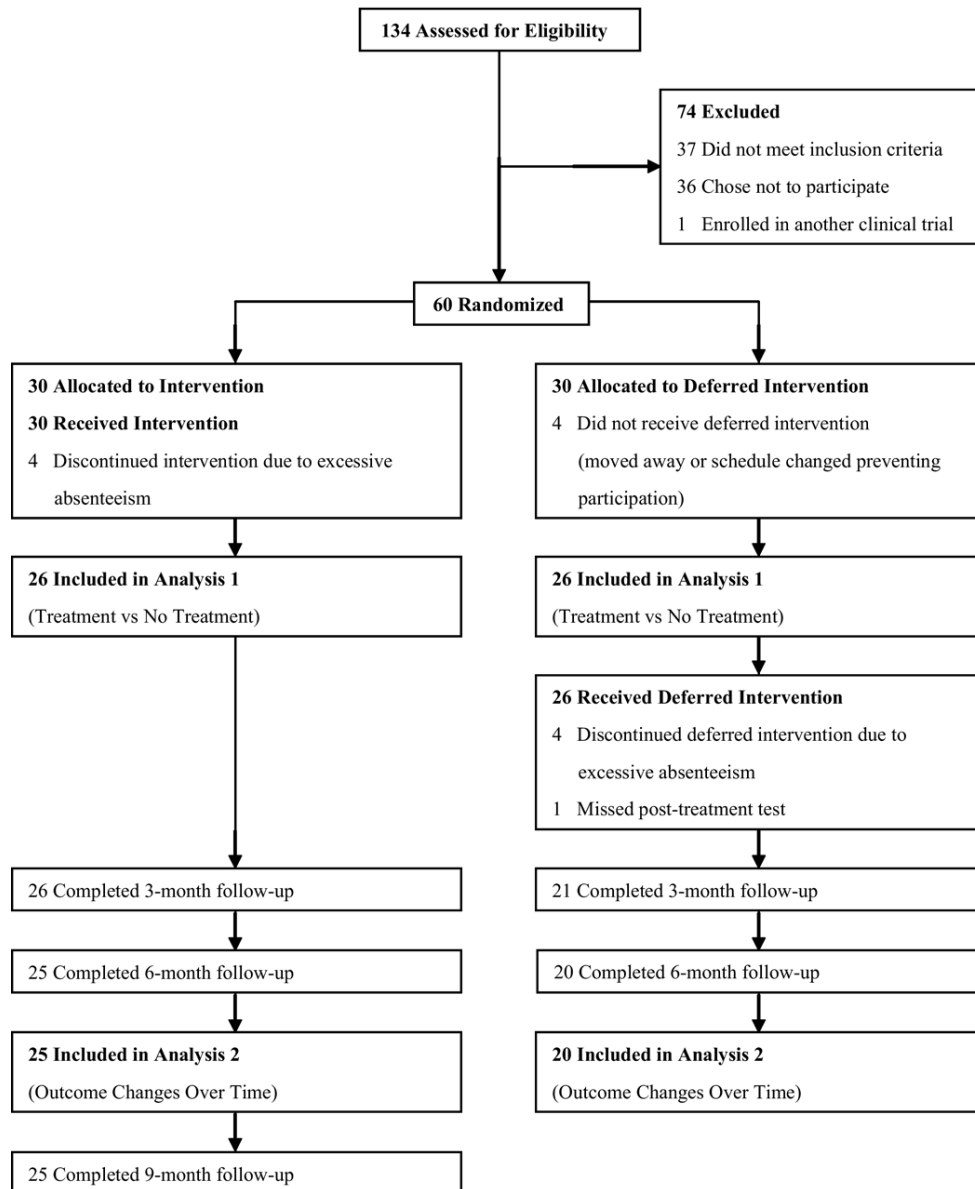 134 Assessed for Eligibility
74 Excluded
37 Did not meet inclusion criteria
36 Chose not to participate
1 Enrolled in another clinical trial
60 Randomized
30 Allocated to Intervention
30 Received Intervention
4 Discontinued intervention due to excessive
absenteeism
30 Allocated to Deferred Intervention
4 Did not receive deferred intervention
(moved away or schedule changed preventing
participation)
26 Included in Analysis 1
(Treatment vs No Treatment)
26 Included in Analysis 1
(Treatment vs No Treatment)
26 Received Deferred Intervention
4 Discontinued deferred intervention due to
excessive absenteeism
1 Missed post-treatment test
26 Completed 3-month follow-up
21 Completed 3-month follow-up
25 Completed 6-month follow-up
20 Completed 6-month follow-up
25 Included in Analysis 2
(Outcome Changes Over Time)
20 Included in Analysis 2
(Outcome Changes Over Time)
25 Completed 9-month follow-up